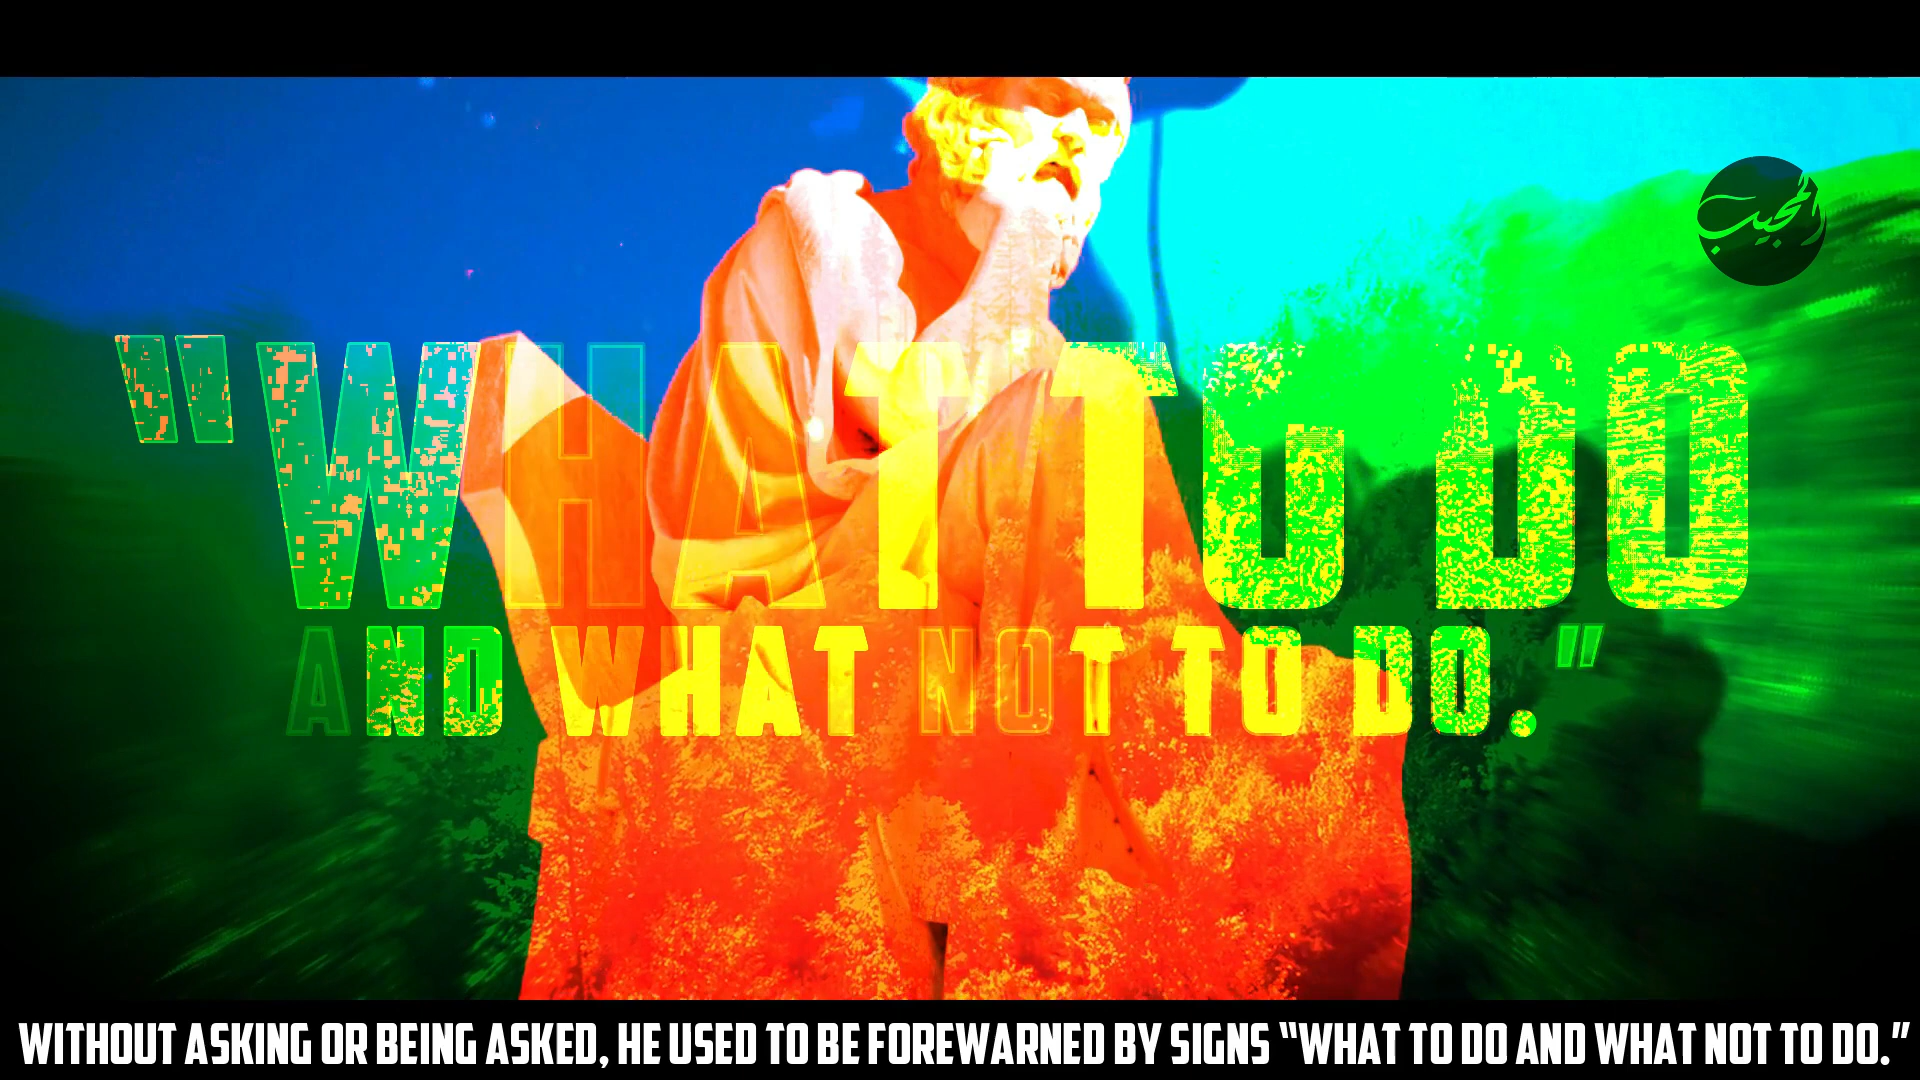 المجيب
“WHAT TO DO
AND WHAT NOT TO DO.”
WITHOUT ASKING OR BEING ASKED, HE USED TO BE FOREWARNED BY SIGNS “WHAT TO DO AND WHAT NOT TO DO.”